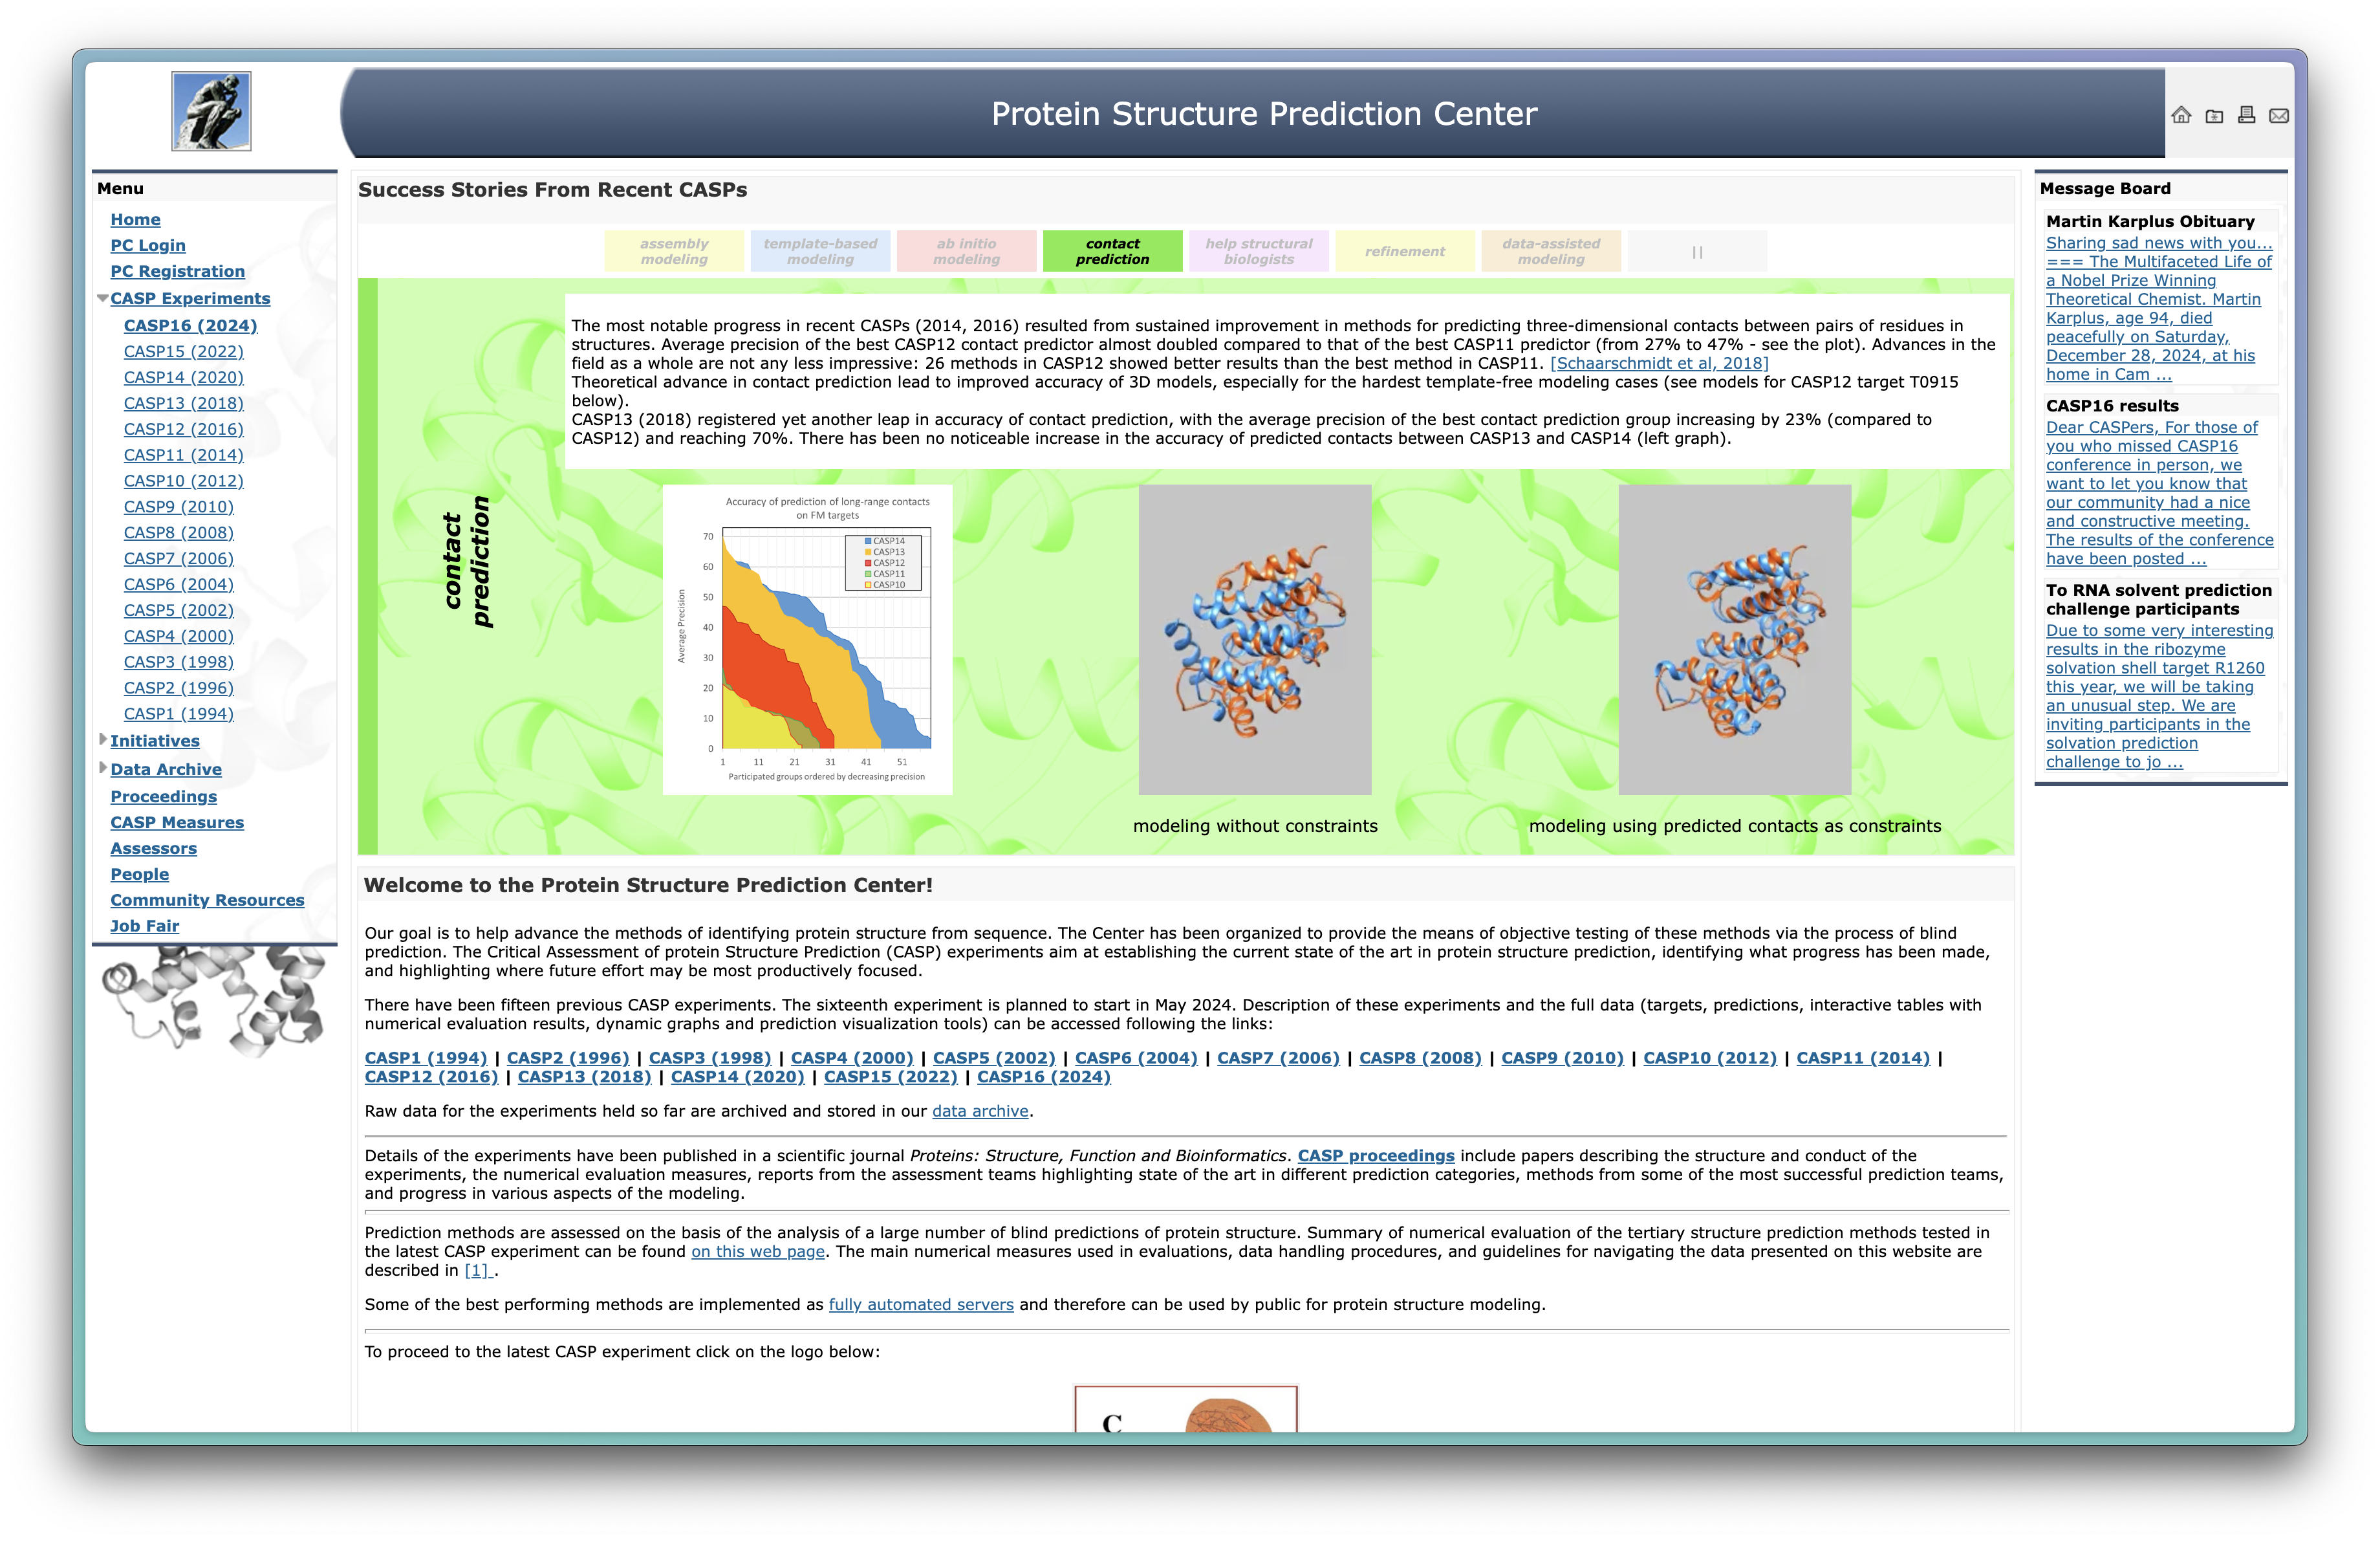 Protein Structure Prediction Center
Menu
Home
PC Login
PC Registration
CASP Experiments
CASP16 (2024)
CASP15 (2022)
CASP14 (2020)
CASP13 (2018)
CASP12 (2016)
CASP11 (2014)
CASP10 (2012)
CASP9 (2010)
CASP8 (2008)
CASP7 (2006)
CASP6 (2004)
CASP5 (2002)
CASP4 (2000)
CASP3 (1998)
CASP2 (1996)
CASP1 (1994)
Initiatives
Data Archive
Proceedings
CASP Measures
Assessors
People
Community Resources
Job Fair
Success Stories From Recent CASPs
assembly
modeling
template-based
modeling
ab initio
modeling
contact
prediction
help structural
biologists
refinement
data-assisted
modeling
||
The most notable progress in recent CASPs (2014, 2016) resulted from sustained improvement in methods for predicting three-dimensional contacts between pairs of residues in
structures. Average precision of the best CASP12 contact predictor almost doubled compared to that of the best CASP11 predictor (from 27% to 47% - see the plot). Advances in the
field as a whole are not any less impressive: 26 methods in CASP12 showed better results than the best method in CASP11. [Schaarschmidt et al, 2018]
Theoretical advance in contact prediction lead to improved accuracy of 3D models, especially for the hardest template-free modeling cases (see models for CASP12 target T0915
below).
CASP13 (2018) registered yet another leap in accuracy of contact prediction, with the average precision of the best contact prediction group increasing by 23% (compared to
CASP12) and reaching 70%. There has been no noticeable increase in the accuracy of predicted contacts between CASP13 and CASP14 (left graph).
contact
prediction
Accuracy of prediction of long-range contacts
on FM targets
CASP14
CASP13
CASP12
CASP11
CASP10
Average Precision
70
60
50
40
30
20
10
0
1 11 21 31 41 51
Participated groups ordered by decreasing precision
modeling without constraints
modeling using predicted contacts as constraints
Welcome to the Protein Structure Prediction Center!
Our goal is to help advance the methods of identifying protein structure from sequence. The Center has been organized to provide the means of objective testing of these methods via the process of blind
prediction. The Critical Assessment of protein Structure Prediction (CASP) experiments aim at establishing the current state of the art in protein structure prediction, identifying what progress has been made,
and highlighting where future effort may be most productively focused.
There have been fifteen previous CASP experiments. The sixteenth experiment is planned to start in May 2024. Description of these experiments and the full data (targets, predictions, interactive tables with
numerical evaluation results, dynamic graphs and prediction visualization tools) can be accessed following the links:
CASP1 (1994) | CASP2 (1996) | CASP3 (1998) | CASP4 (2000) | CASP5 (2002) | CASP6 (2004) | CASP7 (2006) | CASP8 (2008) | CASP9 (2010) | CASP10 (2012) | CASP11 (2014) |
CASP12 (2016) | CASP13 (2018) | CASP14 (2020) | CASP15 (2022) | CASP16 (2024)
Raw data for the experiments held so far are archived and stored in our data archive.
Details of the experiments have been published in a scientific journal Proteins: Structure, Function and Bioinformatics. CASP proceedings include papers describing the structure and conduct of the
experiments, the numerical evaluation measures, reports from the assessment teams highlighting state of the art in different prediction categories, methods from some of the most successful prediction teams,
and progress in various aspects of the modeling.
Prediction methods are assessed on the basis of the analysis of a large number of blind predictions of protein structure. Summary of numerical evaluation of the tertiary structure prediction methods tested in
the latest CASP experiment can be found on this web page. The main numerical measures used in evaluations, data handling procedures, and guidelines for navigating the data presented on this website are
described in [1] .
Some of the best performing methods are implemented as fully automated servers and therefore can be used by public for protein structure modeling.
To proceed to the latest CASP experiment click on the logo below:
C
Message Board
Martin Karplus Obituary
Sharing sad news with you...
=== The Multifaceted Life of
a Nobel Prize Winning
Theoretical Chemist. Martin
Karplus, age 94, died
peacefully on Saturday,
December 28, 2024, at his
home in Cam ...
CASP16 results
Dear CASPers, For those of
you who missed CASP16
conference in person, we
want to let you know that
our community had a nice
and constructive meeting.
The results of the conference
have been posted ...
To RNA solvent prediction
challenge participants
Due to some very interesting
results in the ribozyme
solvation shell target R1260
this year, we will be taking
an unusual step. We are
inviting participants in the
solvation prediction
challenge to jo ...